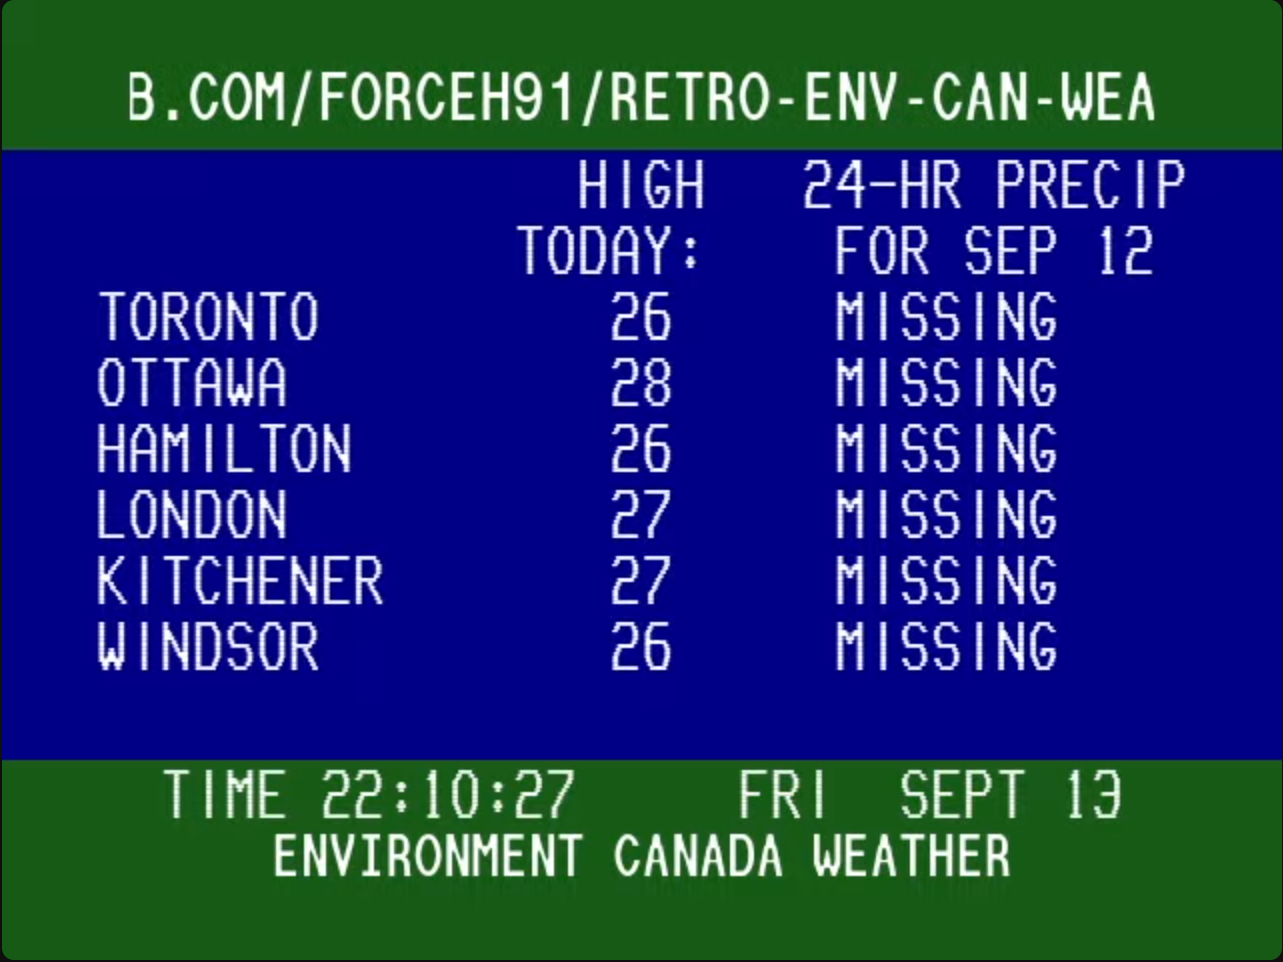 B.COM/FORCEH91/RETRO-ENV-CAN-WEA
HIGH 24-HR PRECIP
TODAY: FOR SEP 12
TORONTO 26 MISSING
OTTAWA 28 MISSING
HAMILTON 26 MISSING
LONDON 27 MISSING
KITCHENER 27 MISSING
WINDSOR 26 MISSING
TIME 22:10:27 FRI SEPT 13
ENVIRONMENT CANADA WEATHER